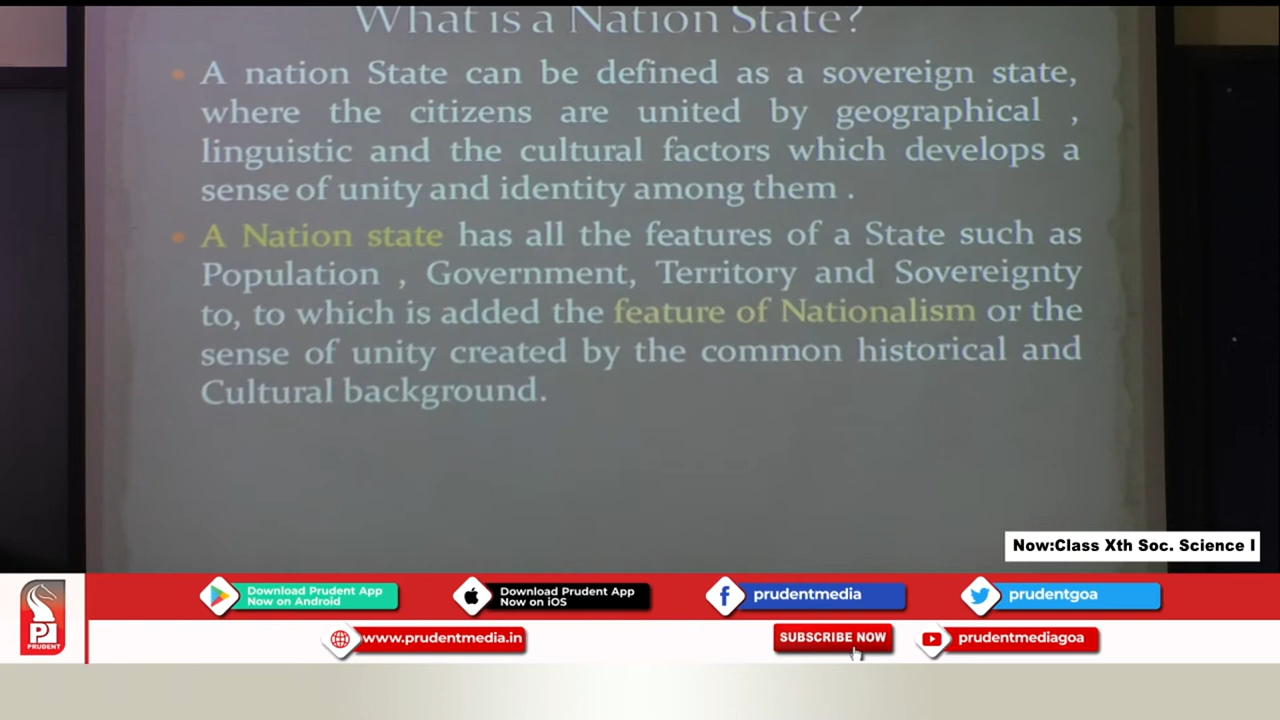 What is a Nation State?
A nation State can be defined as a sovereign state,
where the citizens are united by geographical ,
linguistic and the cultural factors which develops a
sense of unity and identity among them .
A Nation state has all the features of a State such as
Population , Government, Territory and Sovereignty
to, to which is added the feature of Nationalism or the
sense of unity created by the common historical and
Cultural background.
Now:Class Xth Soc. Science I
Download Prudent App
Now on Android
Download Prudent App
Now on iOS
prudentmedia
prudentgoa
PRUDENT
www.prudentmedia.in
SUBSCRIBE NOW
prudentmediagoa